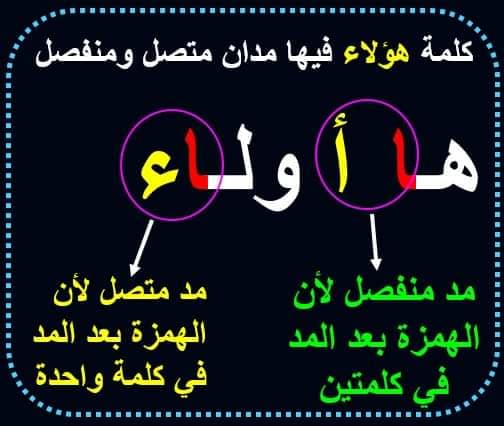 كلمة هؤلاء فيها مدان متصل ومنفصل
ها أولاء
مد منفصل لأن
الهمزة بعد المد
في كلمتين
مد متصل لأن
الهمزة بعد المد
في كلمة واحدة